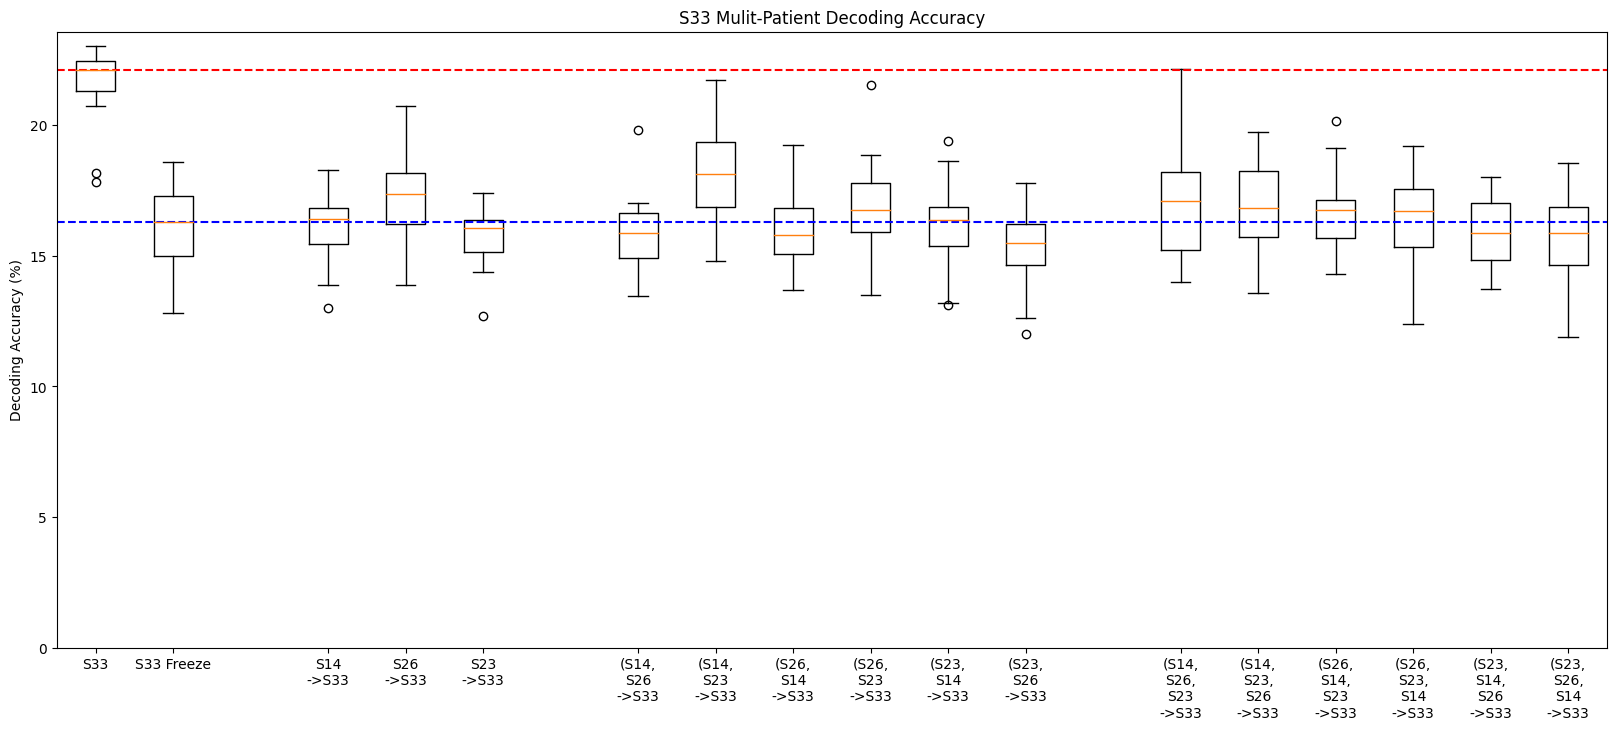 S33 Mulit-Patient Decoding Accuracy
Decoding Accuracy (%)
20
15
10
5
0
S33
S33 Freeze
S14
->S33
S26
->S33
S23
->S33
(S14,
S26
->S33
(S14,
S23
->S33
(S26,
S14
->S33
(S26,
S23
->S33
(S23,
S14
->S33
(S23,
S26
->S33
(S14,
S26,
S23
->S33
(S14,
S23,
S26
->S33
(S26,
S14,
S23
->S33
(S26,
S23,
S14
->S33
(S23,
S14,
S26
->S33
(S23,
S26,
S14
->S33